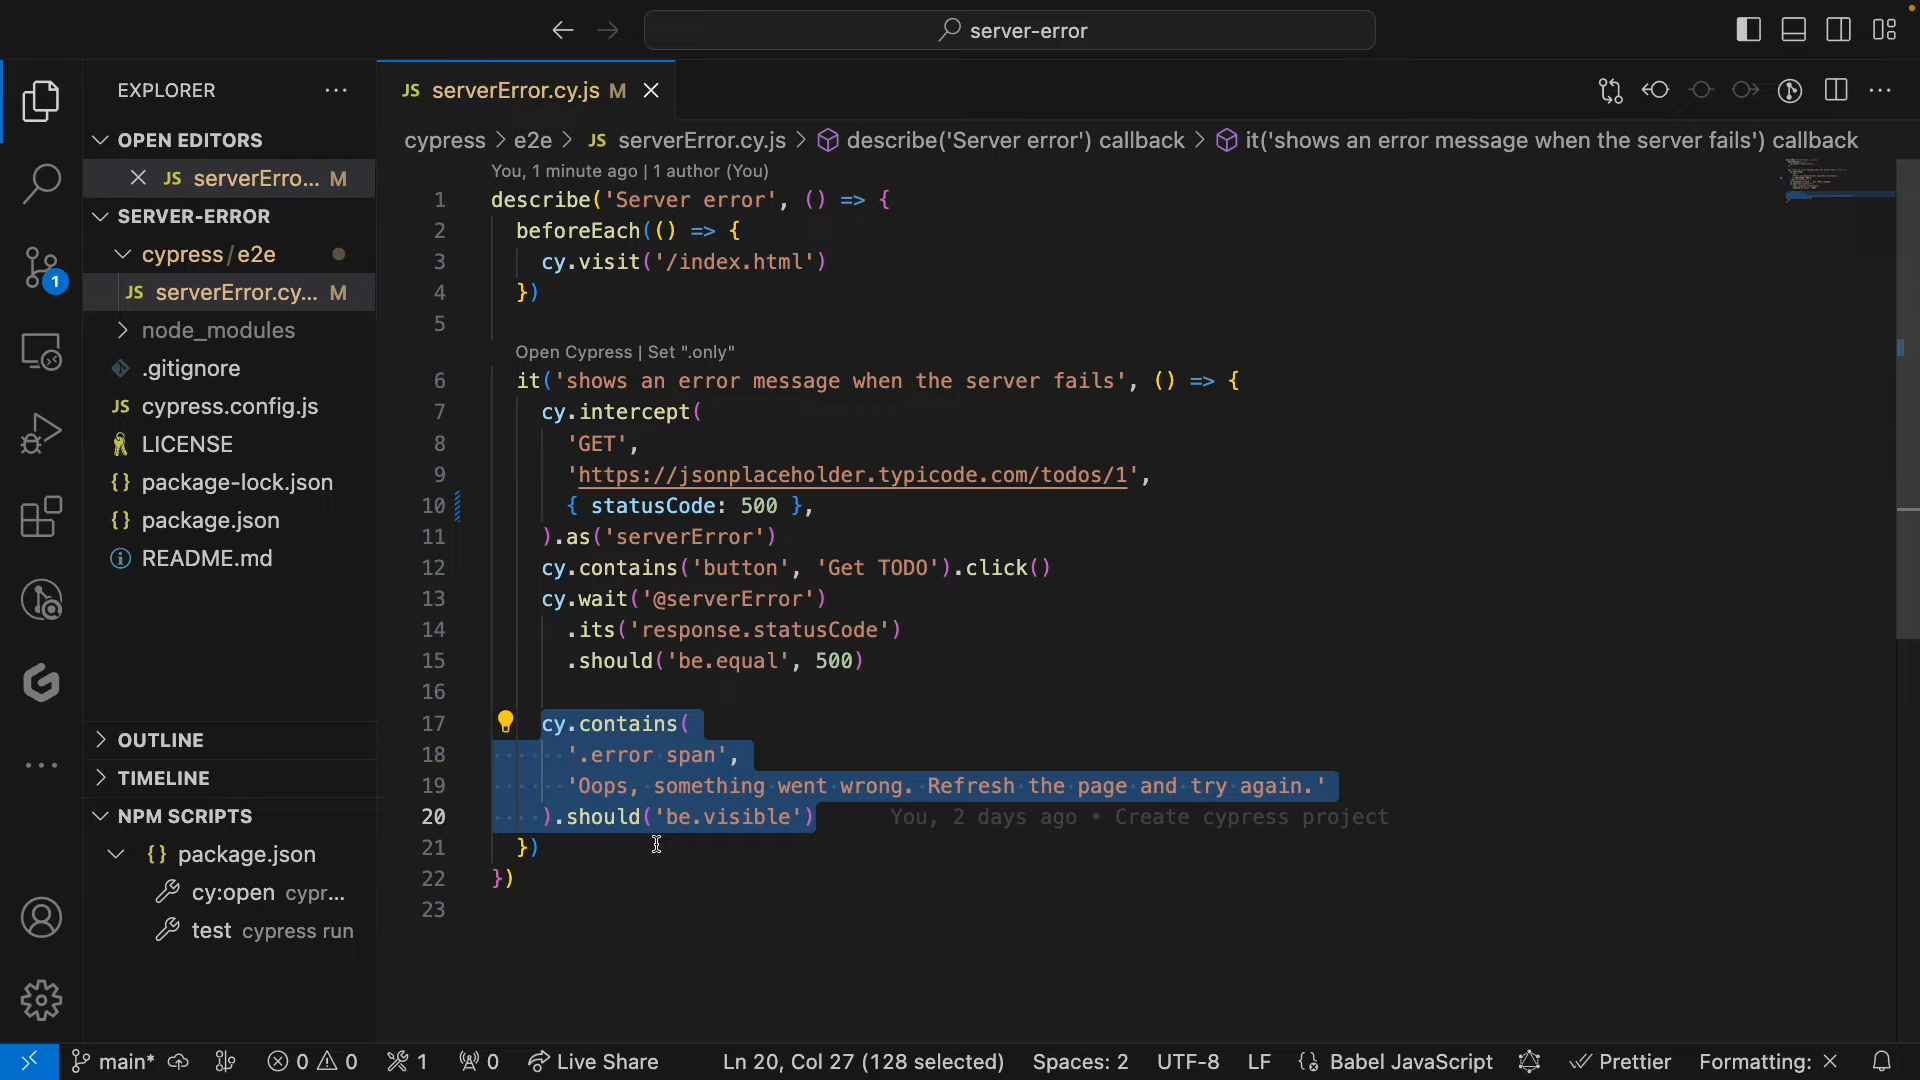 server-error
EXPLORER
JS serverError.cy.js M
OPEN EDITORS
JS serverErro... M
SERVER-ERROR
cypress/e2e
JS serverError.cy... M
node_modules
.gitignore
JS cypress.config.js
LICENSE
{} package-lock.json
{} package.json
README.md
OUTLINE
TIMELINE
NPM SCRIPTS
{} package.json
cy:open cypr...
test cypress run
cypress > e2e > JS serverError.cy.js > describe('Server error') callback > it('shows an error message when the server fails') callback
You, 1 minute ago | 1 author (You)
1 describe('Server error', () => {
2 beforeEach(() => {
3 cy.visit('/index.html')
4 })
5
Open Cypress | Set ".only"
6 it('shows an error message when the server fails', () => {
7 cy.intercept(
8 'GET',
9 'https://jsonplaceholder.typicode.com/todos/1',
10 { statusCode: 500 },
11 ).as('serverError')
12 cy.contains('button', 'Get TODO').click()
13 cy.wait('@serverError')
14 .its('response.statusCode')
15 .should('be.equal', 500)
16
17 cy.contains(
18 '.error span',
19 'Oops, something went wrong. Refresh the page and try again.'
20 ).should('be.visible') You, 2 days ago • Create cypress project
21 })
22 })
23
1
main* 0 0 1 0 Live Share Ln 20, Col 27 (128 selected) Spaces: 2 UTF-8 LF {} Babel JavaScript Prettier Formatting: ×